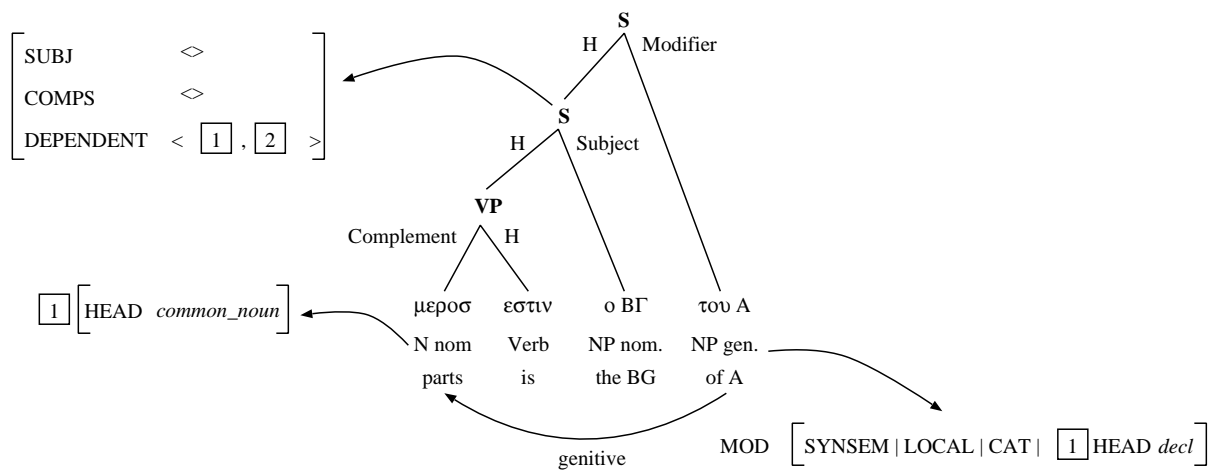 S
H Modifier
SUBJ <>
COMPS <>
DEPENDENT < 1 , 2 >
S
H Subject
VP
Complement H
μεροσ εστιν ο ΒΓ του Α
1 HEAD common_noun
N nom Verb NP nom. NP gen.
parts is the BG of A
genitive
MOD SYNSEM | LOCAL | CAT | 1 HEAD decl